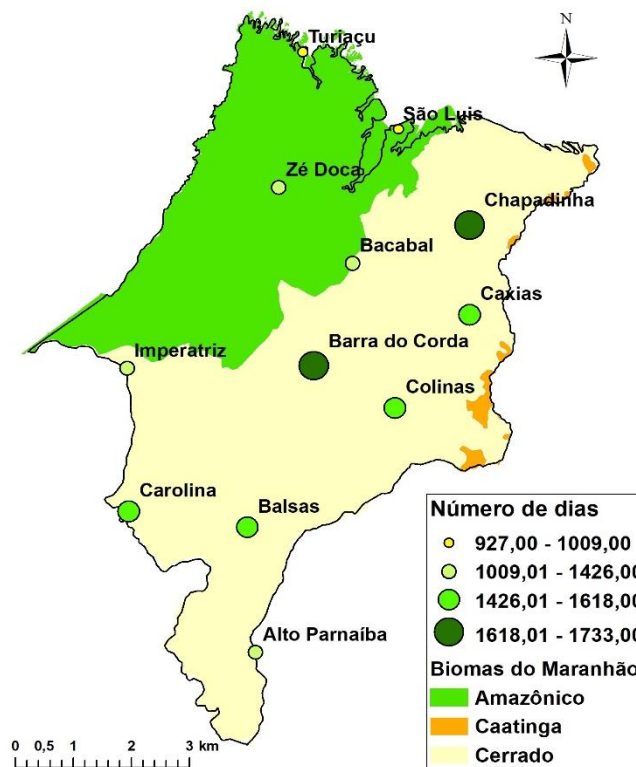 Turiaçu
N
São Luis
Zé Doca
Chapadinha
Bacabal
Caxias
Imperatriz
Barra do Corda
Colinas
Carolina
Balsas
Alto Parnaíba
Número de dias
927,00 - 1009,00
1009,01 - 1426,00
1426,01 - 1618,00
1618,01 - 1733,00
Biomas do Maranhão
Amazônico
Caatinga
Cerrado
0 0,5 1 2 3 km